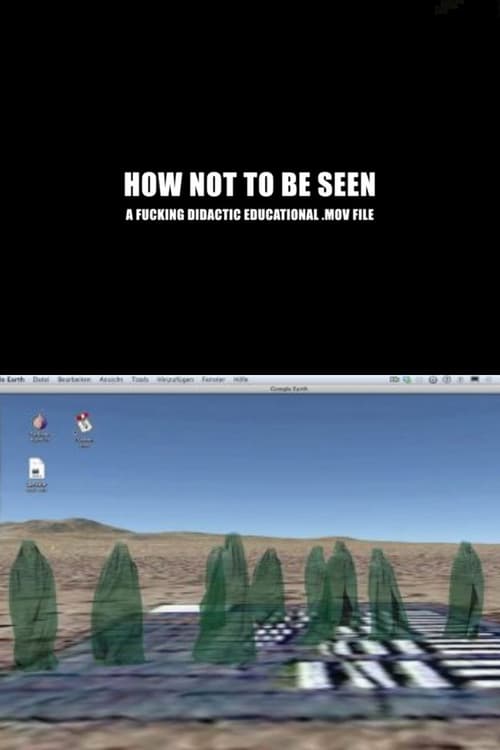 HOW NOT TO BE SEEN
A FUCKING DIDACTIC EDUCATIONAL .MOV FILE
Earth Datei Bearbeiten Ansicht Tools Hinzufügen Fenster Hilfe
Google Earth